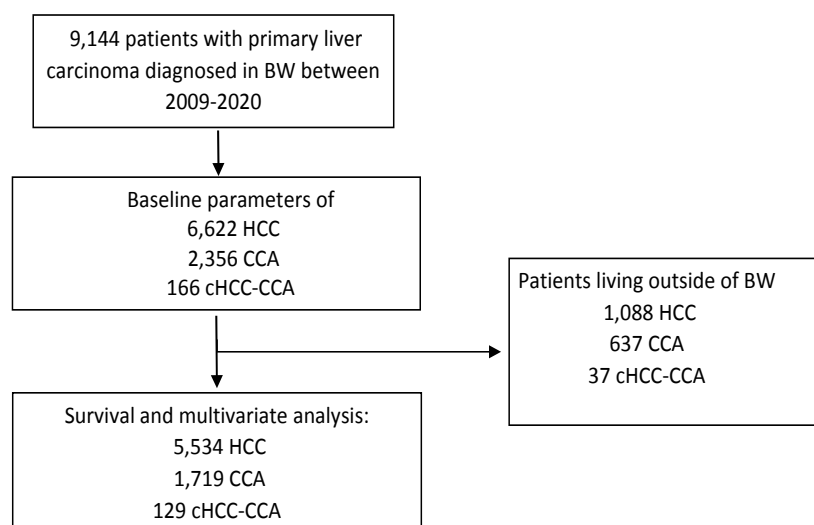 9,144 patients with primary liver
carcinoma diagnosed in BW between
2009-2020
Baseline parameters of
6,622 HCC
2,356 CCA
166 cHCC-CCA
Patients living outside of BW
1,088 HCC
637 CCA
37 cHCC-CCA
Survival and multivariate analysis:
5,534 HCC
1,719 CCA
129 cHCC-CCA